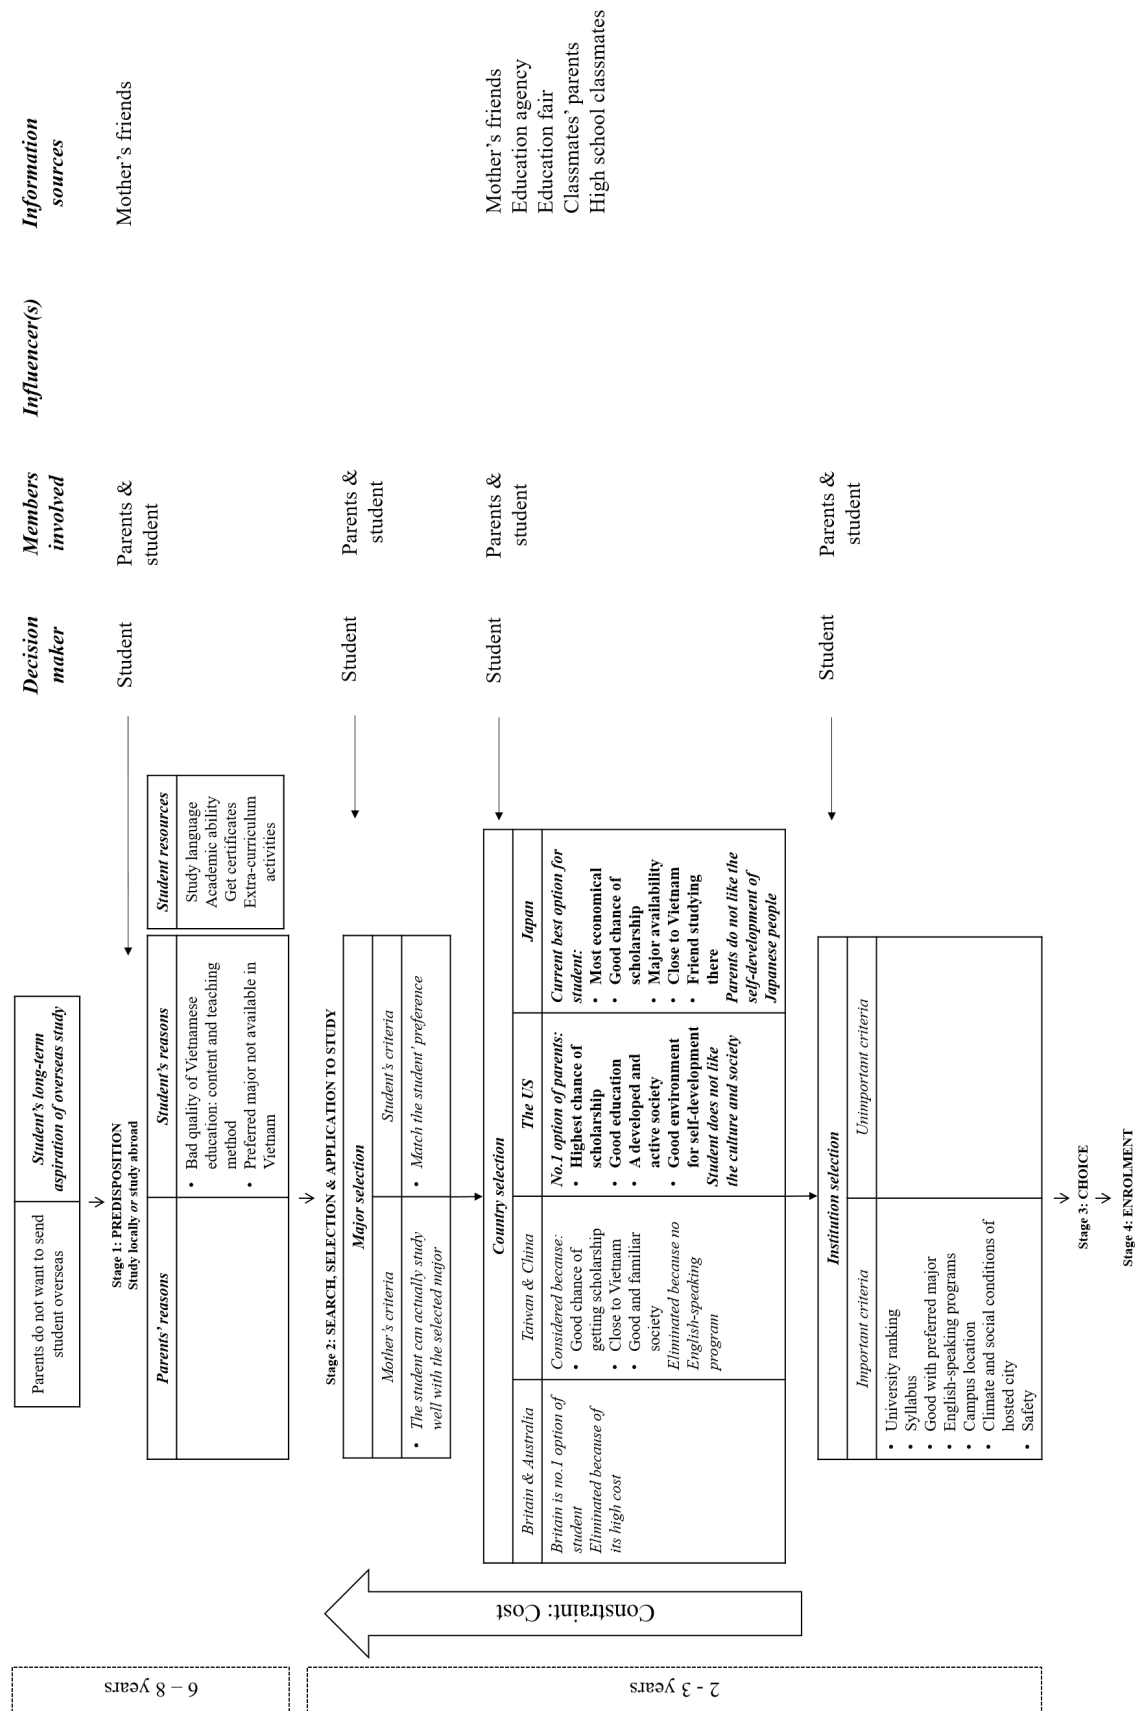 Decision
maker
Members
involved
Influencer(s)
Information
sources
Parents do not want to send
student overseas
Student's long-term
aspiration of overseas study
Stage 1: PREDISPOSITION
Study locally or study abroad
Student
Parents &
student
Mother's friends
Parents' reasons
Student's reasons
• Bad quality of Vietnamese
education: content and teaching
method
• Preferred major not available in
Vietnam
Student resources
Study language
Academic ability
Get certificates
Extra-curriculum
activities
6 – 8 years
Stage 2: SEARCH, SELECTION & APPLICATION TO STUDY
Major selection
Mother's criteria
Student's criteria
• The student can actually study
well with the selected major
• Match the student' preference
Student
Parents &
student
Country selection
Britain & Australia
Taiwan & China
The US
Japan
Britain is no.1 option of
student
Eliminated because of
its high cost
Considered because:
• Good chance of
getting scholarship
• Close to Vietnam
• Good and familiar
society
Eliminated because no
English-speaking
program
No.1 option of parents:
• Highest chance of
scholarship
• Good education
• A developed and
active society
• Good environment
for self-development
Student does not like
the culture and society
Current best option for
student:
• Most economical
• Good chance of
scholarship
• Major availability
• Close to Vietnam
• Friend studying
there
Parents do not like the
self-development of
Japanese people
Student
Parents &
student
Mother's friends
Education agency
Education fair
Classmates' parents
High school classmates
Constraint: Cost
2 - 3 years
Institution selection
Important criteria
Unimportant criteria
• University ranking
• Syllabus
• Good with preferred major
• English-speaking programs
• Campus location
• Climate and social conditions of
hosted city
• Safety
Student
Parents &
student
Stage 3: CHOICE
Stage 4: ENROLMENT